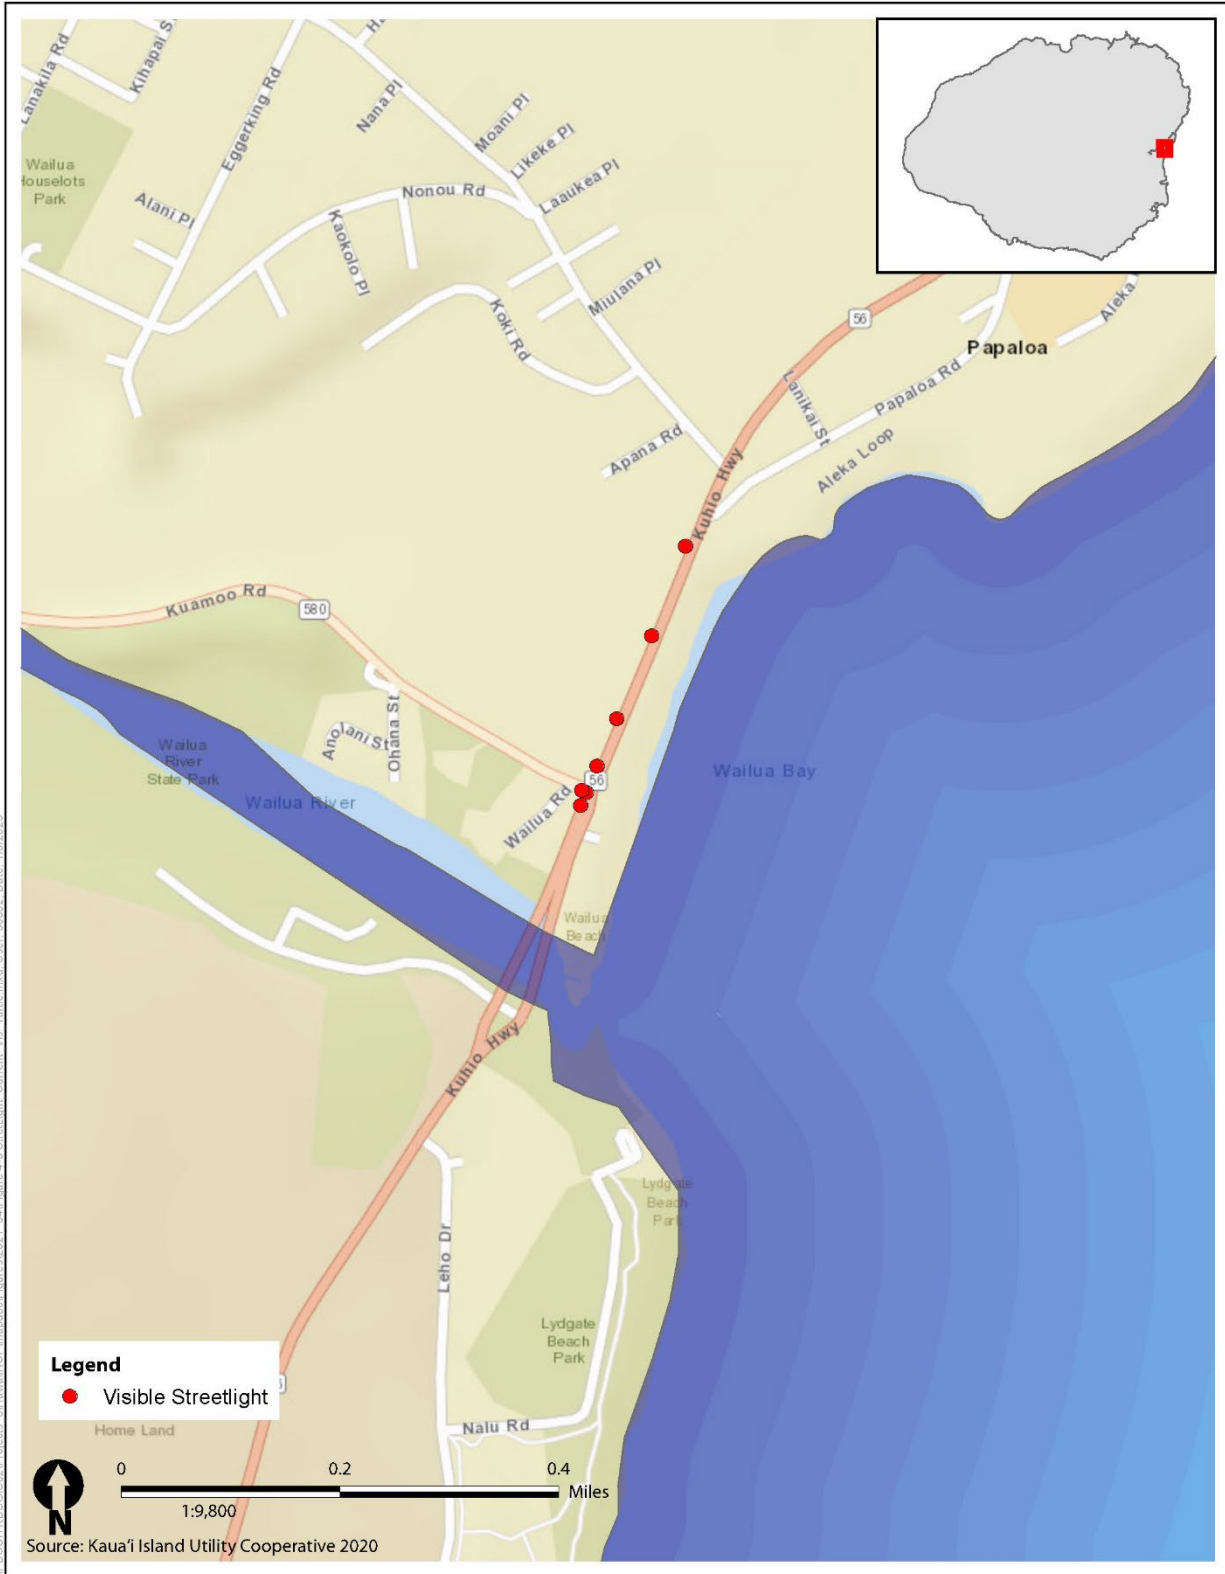 Lanakila Rd
Kihapai S
Ha
Eggerking Rd
Nana Pl
Moani Pl
Likeke Pl
Laaukea Pl
Wailua
Houselots
Park
Alani Pl
Nonou Rd
Kaokolo Pl
Koki Rd
Miulana Pl
56
Aleka
Papaloa
Lanikai St
Papaloa Rd
Apana Rd
Aleka Loop
Kuhio Hwy
Kuamoo Rd
580
Anolani St
Ohana St
Wailua
River
State Park
Wailua River
56
Wailua Rd
Wailua Bay
Wailua
Beach
Kuhio Hwy
Lydgate
Beach
Park
Leho Dr
Lydgate
Beach
Park
Nalu Rd
Legend
Visible Streetlight
Home Land
0 0.2 0.4
Miles
1:9,800
N
Source: Kaua'i Island Utility Cooperative 2020